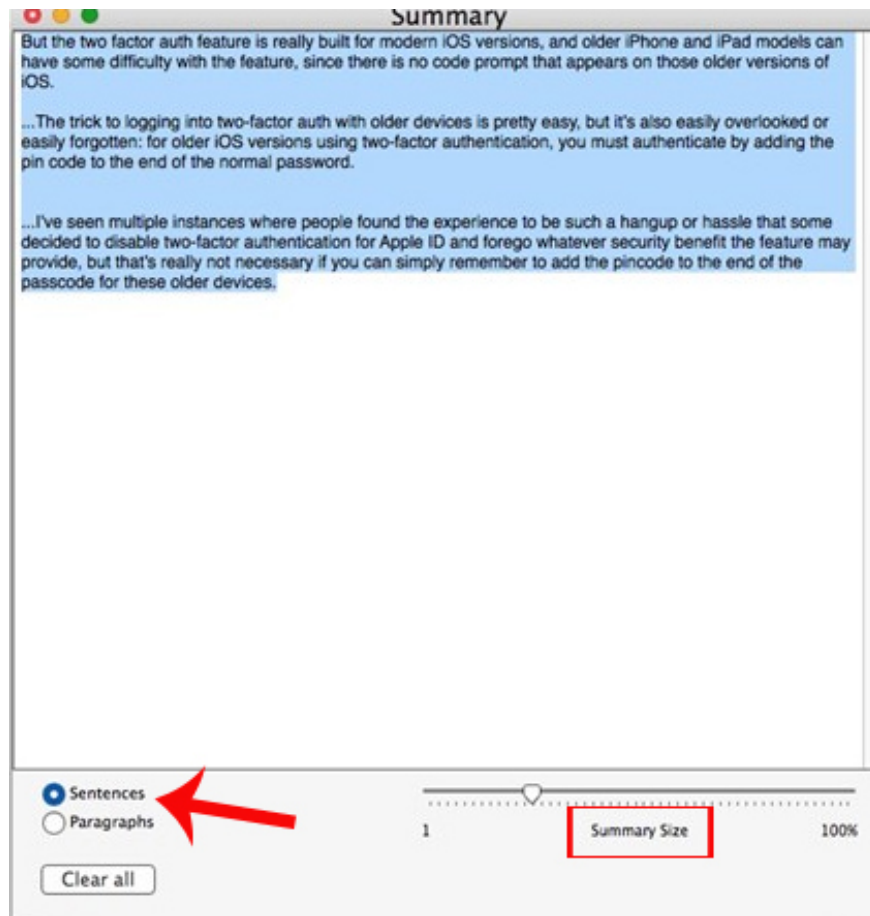 Summary
But the two factor auth feature is really built for modern iOS versions, and older iPhone and iPad models can
have some difficulty with the feature, since there is no code prompt that appears on those older versions of
iOS.
...The trick to logging into two-factor auth with older devices is pretty easy, but it's also easily overlooked or
easily forgotten: for older iOS versions using two-factor authentication, you must authenticate by adding the
pin code to the end of the normal password.
...I've seen multiple instances where people found the experience to be such a hangup or hassle that some
decided to disable two-factor authentication for Apple ID and forego whatever security benefit the feature may
provide, but that's really not necessary if you can simply remember to add the pincode to the end of the
passcode for these older devices.
Sentences
Paragraphs
1 Summary Size 100%
Clear all